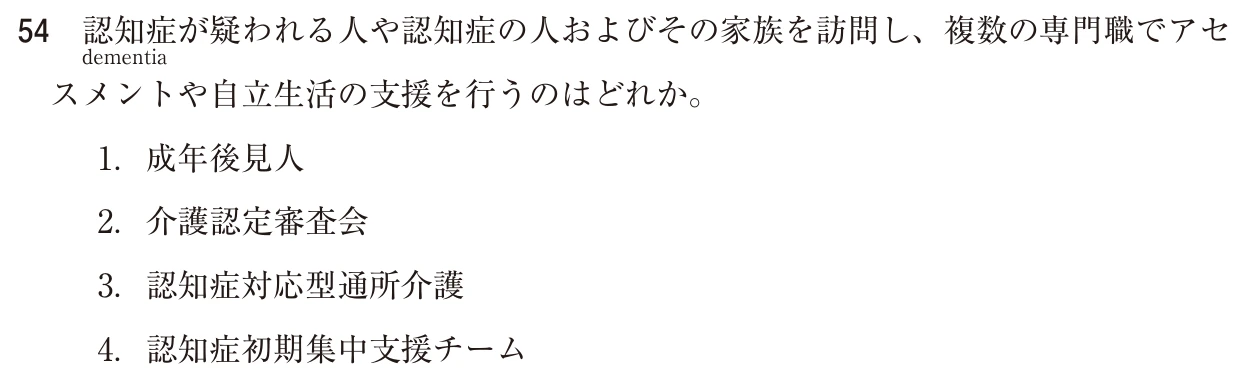 54 認知症が疑われる人や認知症の人およびその家族を訪問し、複数の専門職でアセ
dementia
スメントや自立生活の支援を行うのはどれか。
1. 成年後見人
2. 介護認定審査会
3. 認知症対応型通所介護
4. 認知症初期集中支援チーム